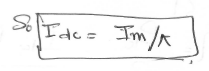 So Idc = Im/π